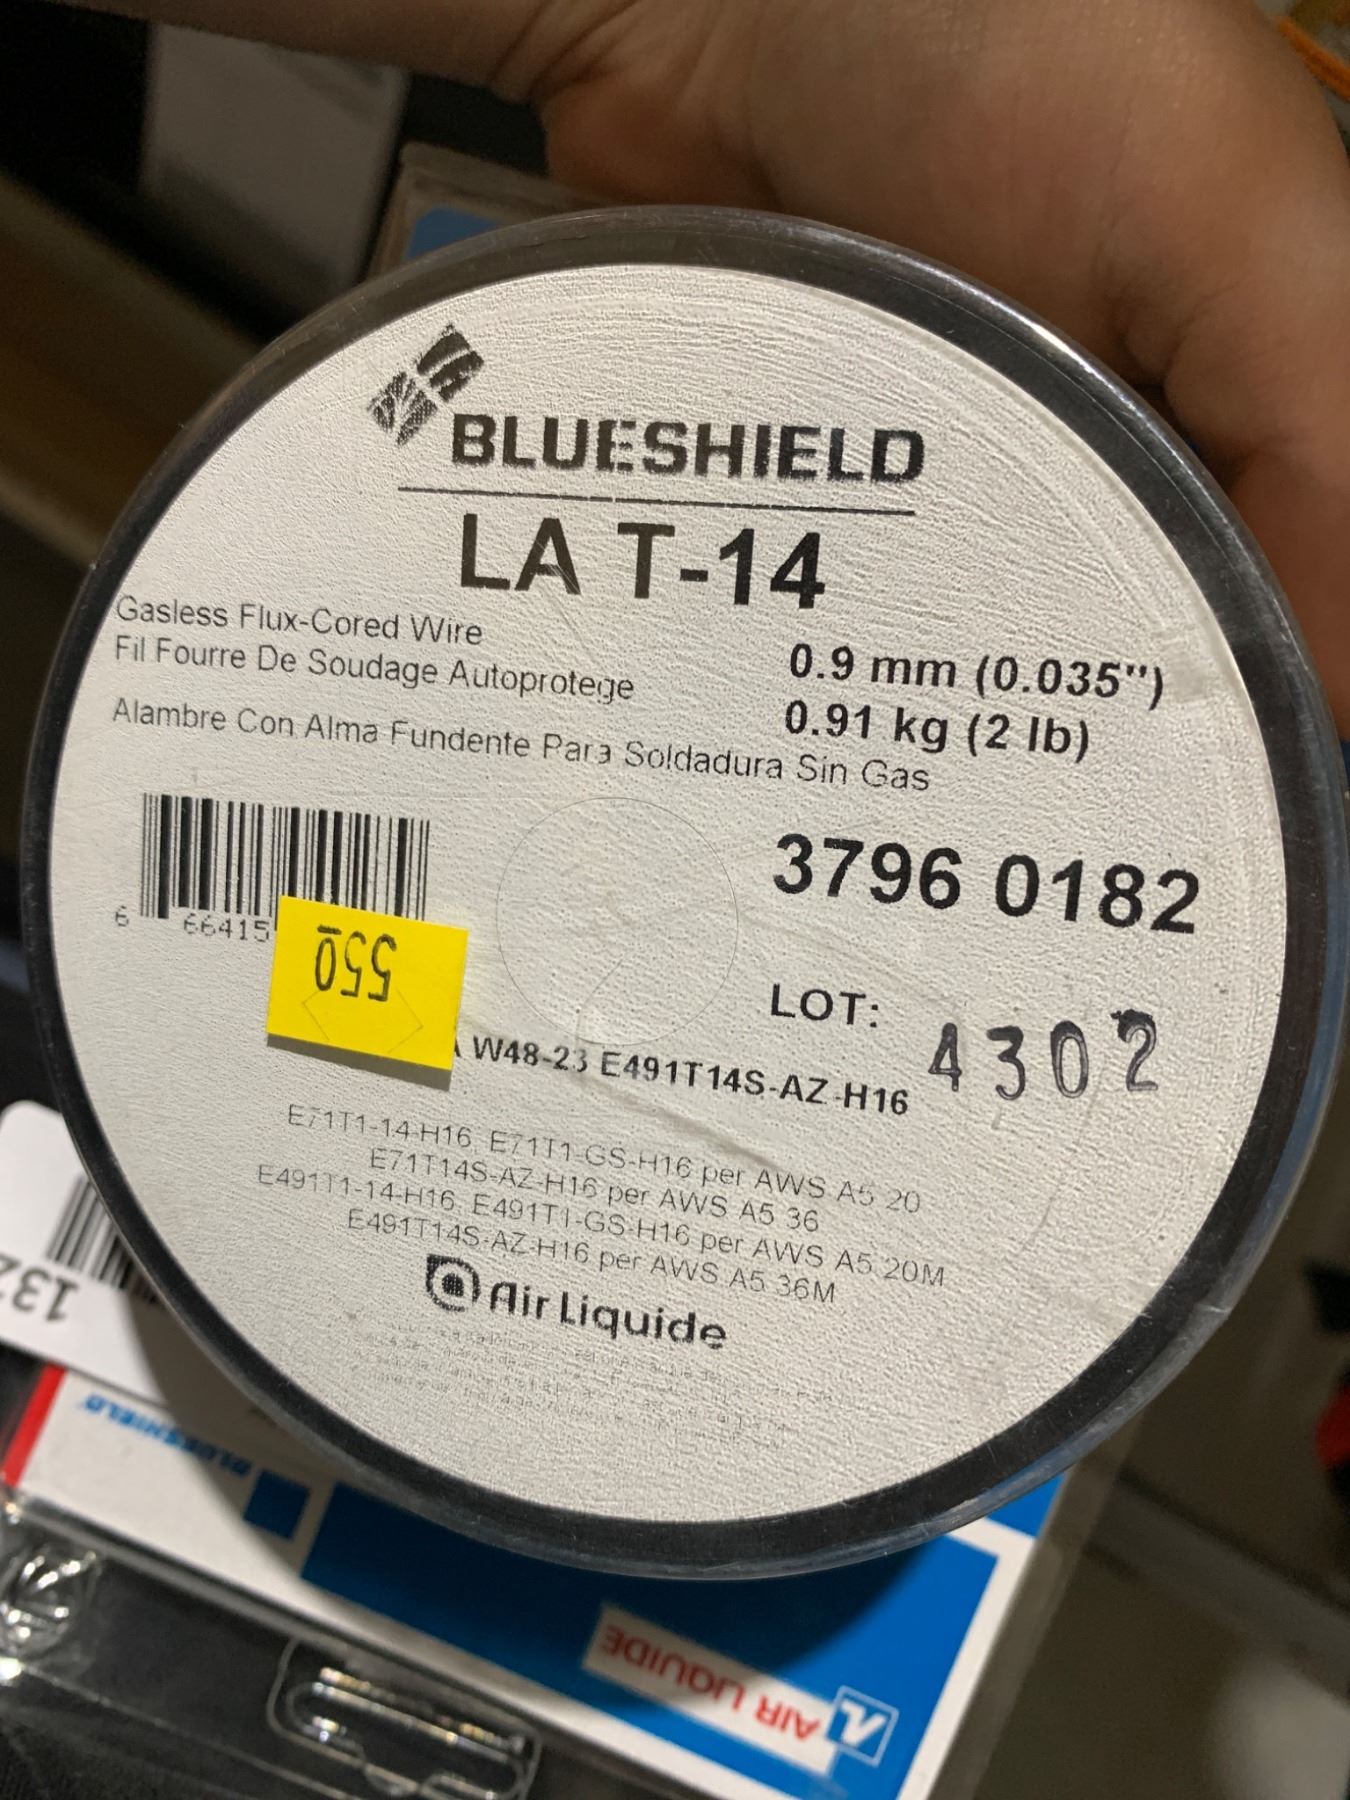 BLUESHIELD
LA T-14
Gasless Flux-Cored Wire
Fil Fourre De Soudage Autoprotege
Alambre Con Alma Fundente Para Soldadura Sin Gas
0.9 mm (0.035")
0.91 kg (2 lb)
3796 0182
6 66415
550
LOT: 4302
W48-23 E491T14S-AZ-H16
E71T1-14-H16, E71T1-GS-H16 per AWS A5.20
E71T14S-AZ-H16 per AWS A5.36
E491T1-14-H16, E491T1-GS-H16 per AWS A5.20M
E491T14S-AZ-H16 per AWS A5.36M
Air Liquide
132
BLUESHIELD
AIR LIQUIDE